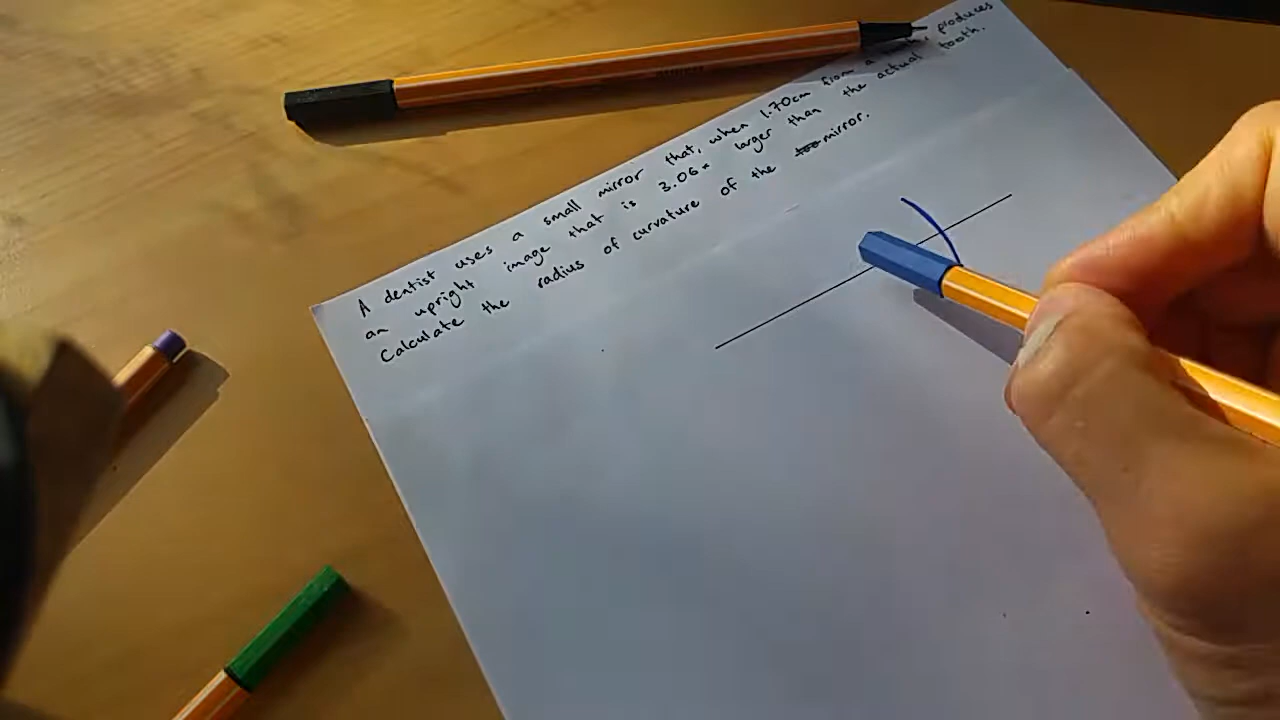 A dentist uses a small mirror that, when 1.70cm from a produces
an upright image that is 3.06× larger than the actual tooth.
Calculate the radius of curvature of the mirror.